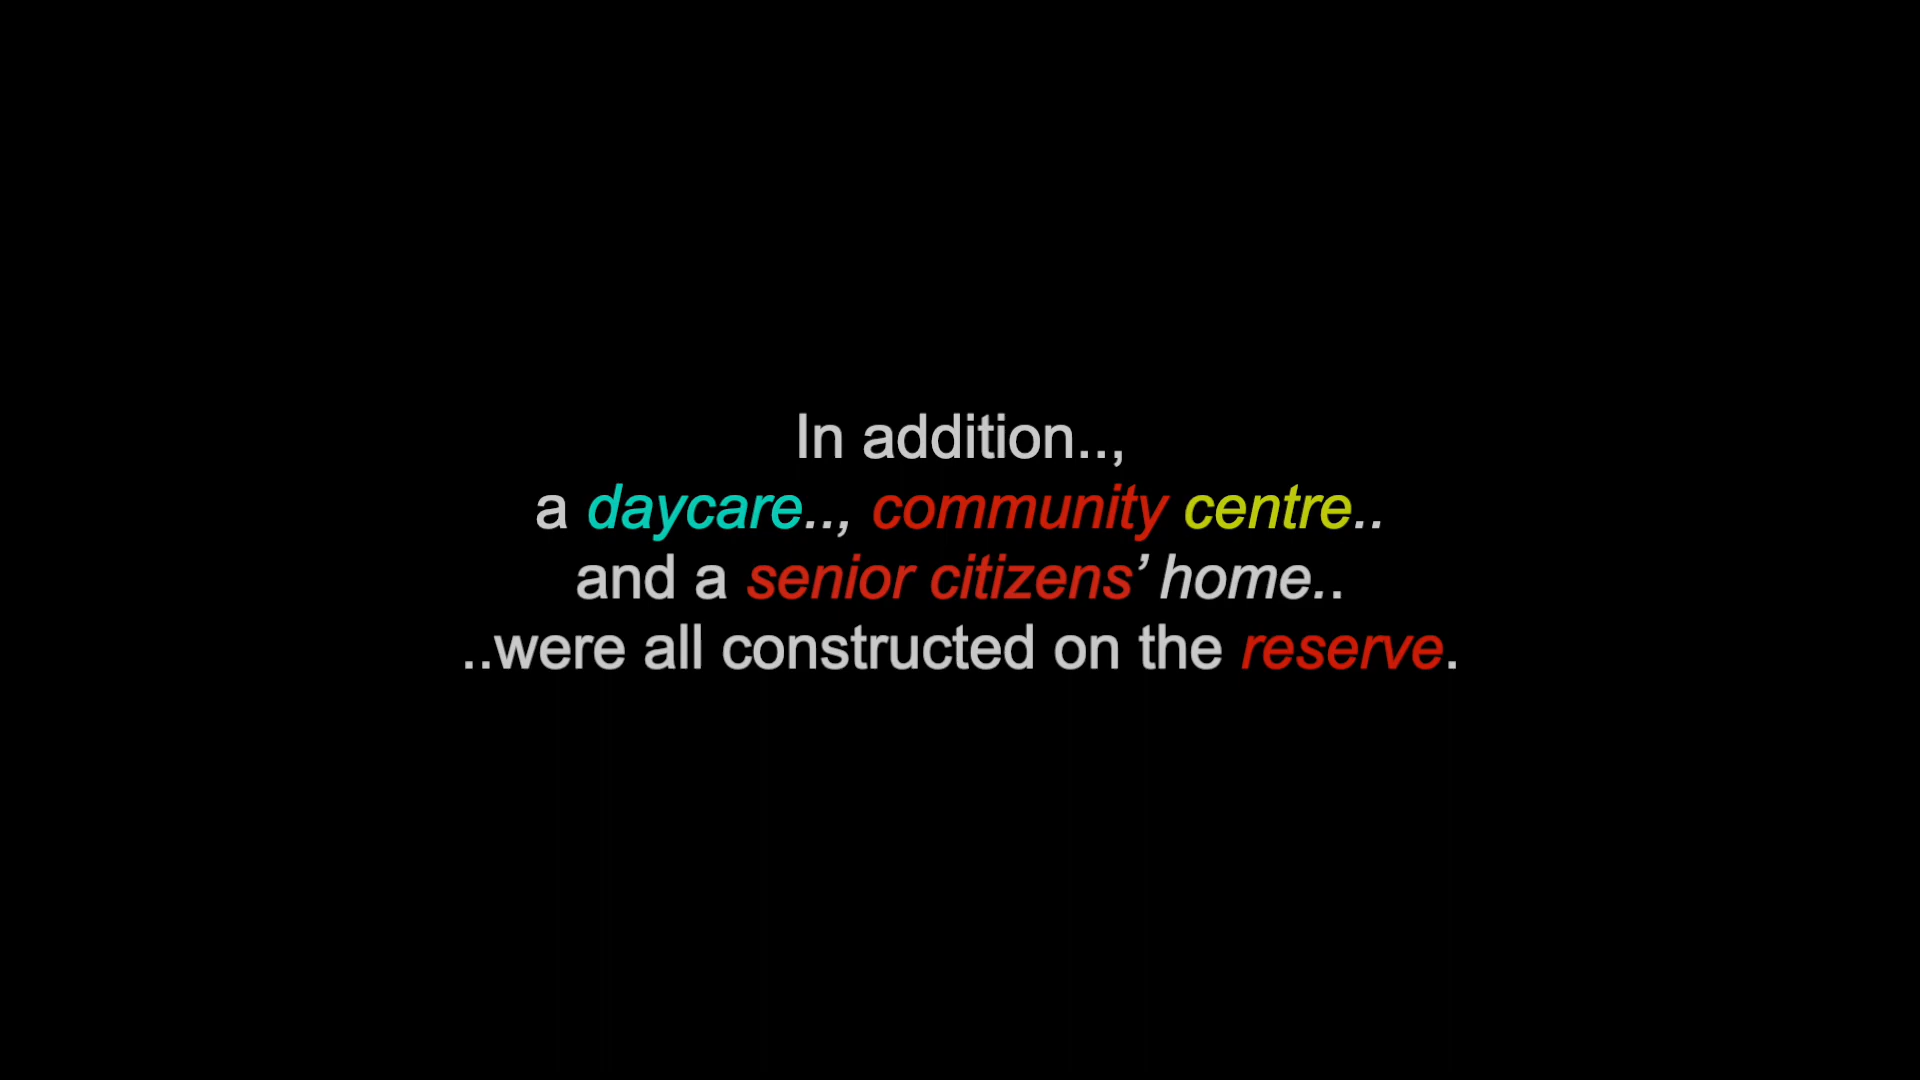 In addition..,
a daycare.., community centre..
and a senior citizens’ home..
..were all constructed on the reserve.